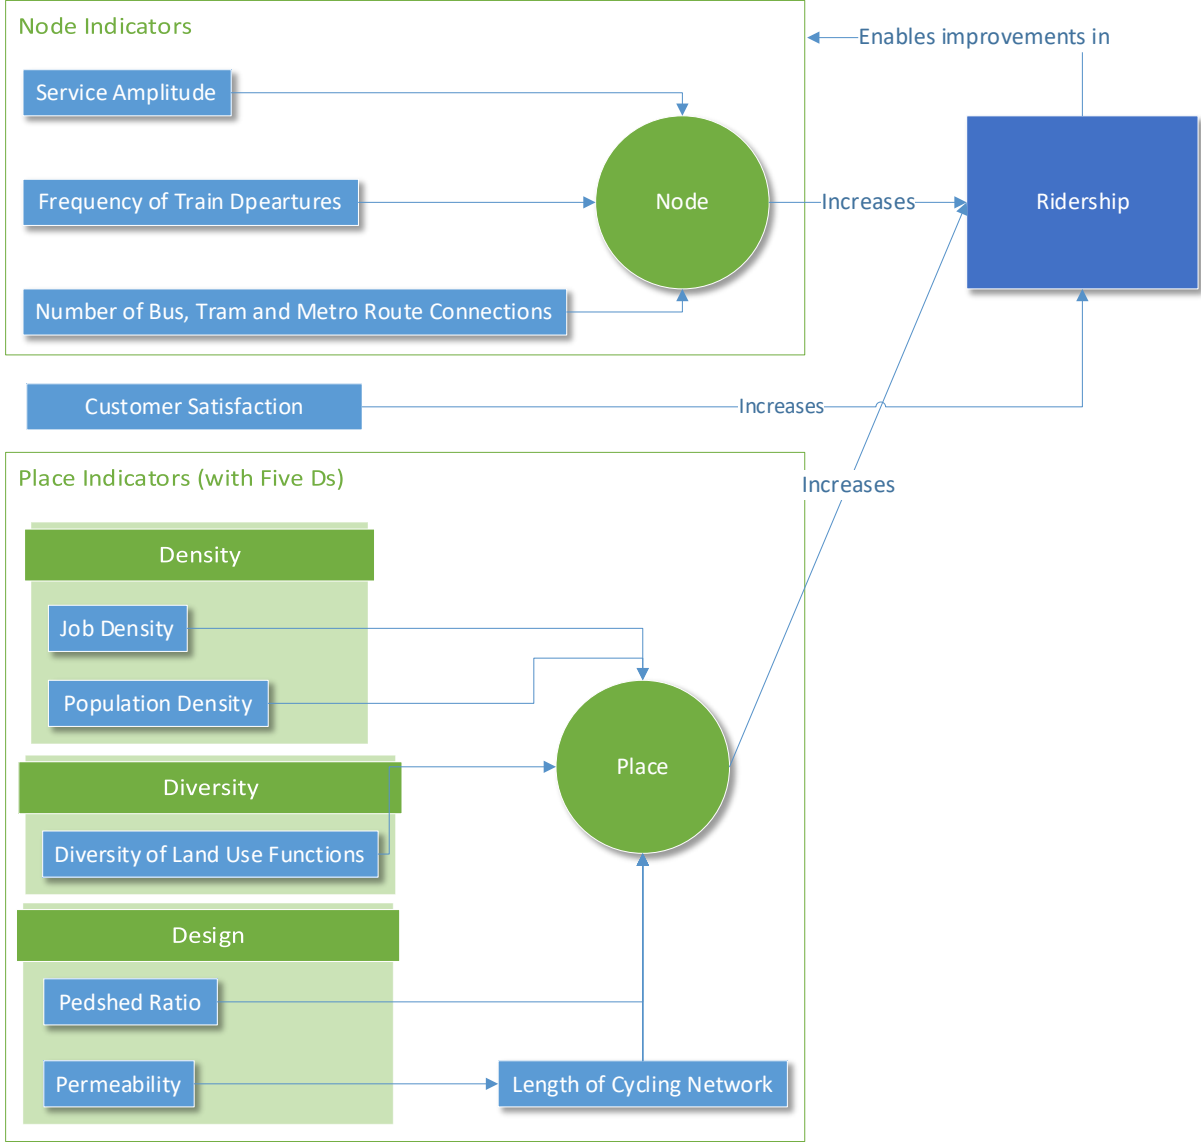 Node Indicators
Enables improvements in
Service Amplitude
Frequency of Train Dpeartures
Node
Increases
Ridership
Number of Bus, Tram and Metro Route Connections
Customer Satisfaction
Increases
Place Indicators (with Five Ds)
Increases
Density
Job Density
Population Density
Place
Diversity
Diversity of Land Use Functions
Design
Pedshed Ratio
Permeability
Length of Cycling Network